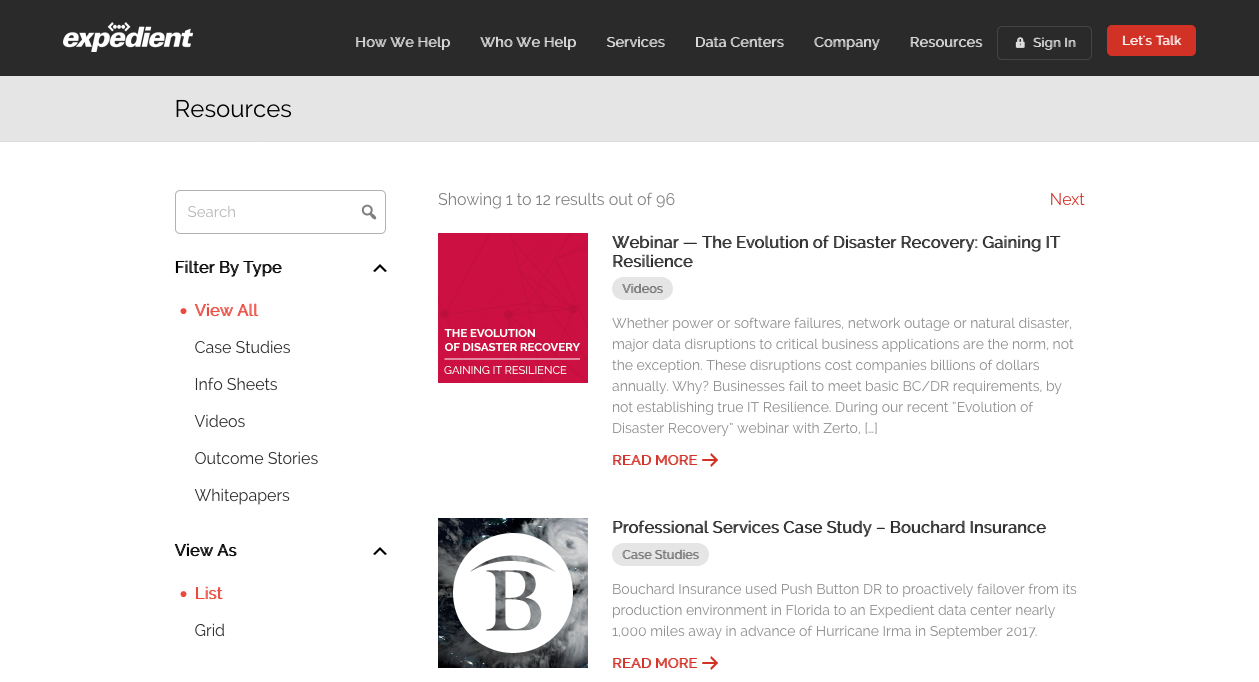 expedient
How We Help
Who We Help
Services
Data Centers
Company
Resources
Sign In
Let's Talk
Resources
Search
Filter By Type
View All
Case Studies
Info Sheets
Videos
Outcome Stories
Whitepapers
View As
List
Grid
Showing 1 to 12 results out of 96
Next
THE EVOLUTION
OF DISASTER RECOVERY
GAINING IT RESILIENCE
Webinar — The Evolution of Disaster Recovery: Gaining IT
Resilience
Videos
Whether power or software failures, network outage or natural disaster,
major data disruptions to critical business applications are the norm, not
the exception. These disruptions cost companies billions of dollars
annually. Why? Businesses fail to meet basic BC/DR requirements, by
not establishing true IT Resilience. During our recent “Evolution of
Disaster Recovery” webinar with Zerto, [...]
READ MORE
B
Professional Services Case Study – Bouchard Insurance
Case Studies
Bouchard Insurance used Push Button DR to proactively failover from its
production environment in Florida to an Expedient data center nearly
1,000 miles away in advance of Hurricane Irma in September 2017.
READ MORE